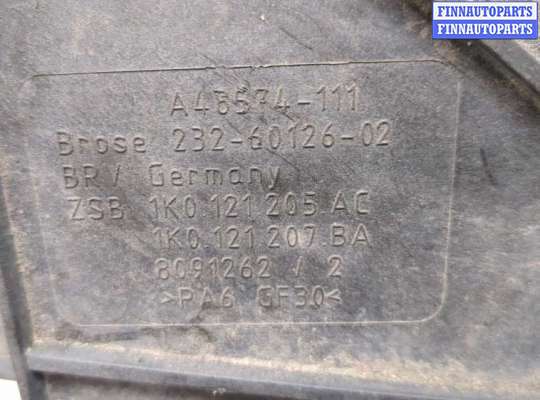 FINNAUTOPARTS
FINNAUTOPARTS
A46574-111
Brose 232-60126-02
BR / Germany
ZSB 1K0 121 205 AC
1K0 121 207 BA
8091262 / 2
>PA6 GF30<